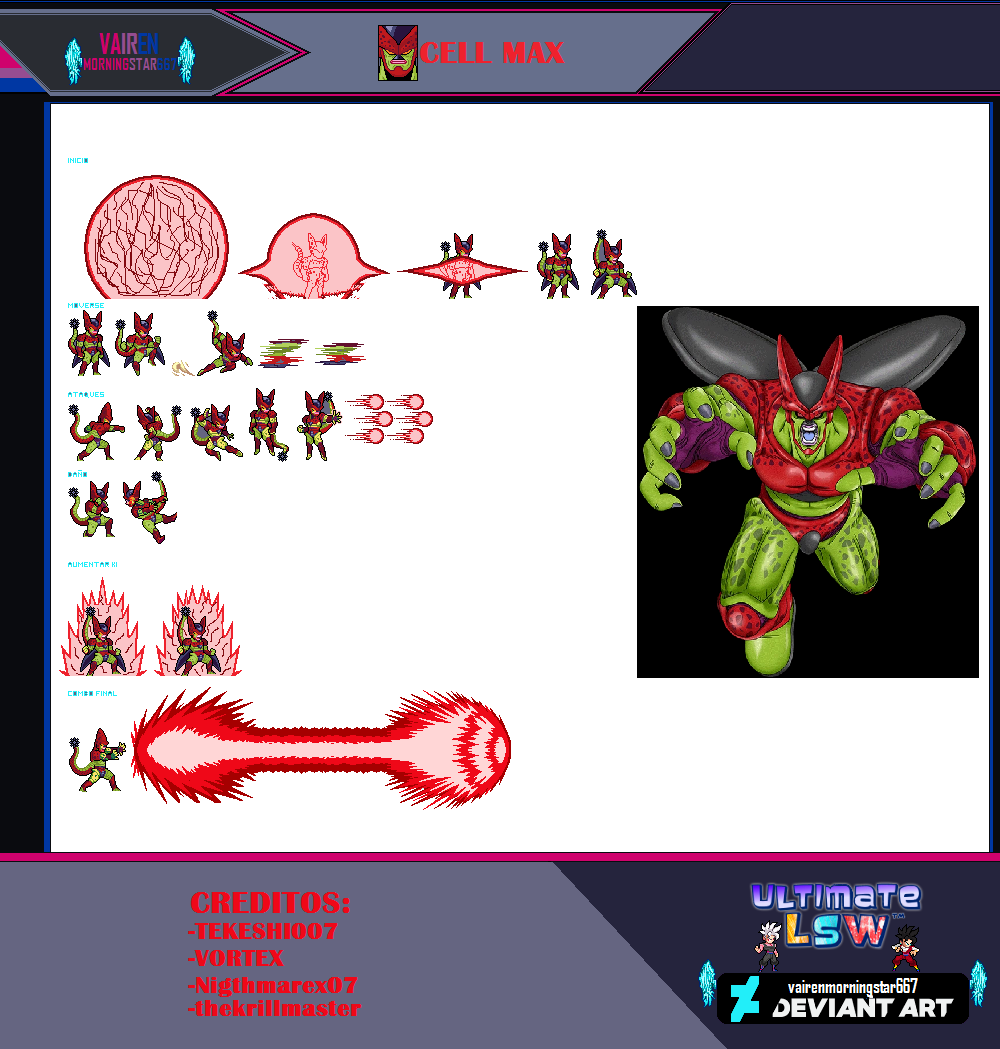 VAIREN
MORNINGSTAR667
CELL MAX
INICIO
MOVERSE
ATAQUES
DAÑO
AUMENTAR KI
COMBO FINAL
CREDITOS:
-TEKESHI007
-VORTEX
-Nigthmarex07
-thekrillmaster
ULTIMATE
LSW™
vairenmorningstar667
DEVIANT ART